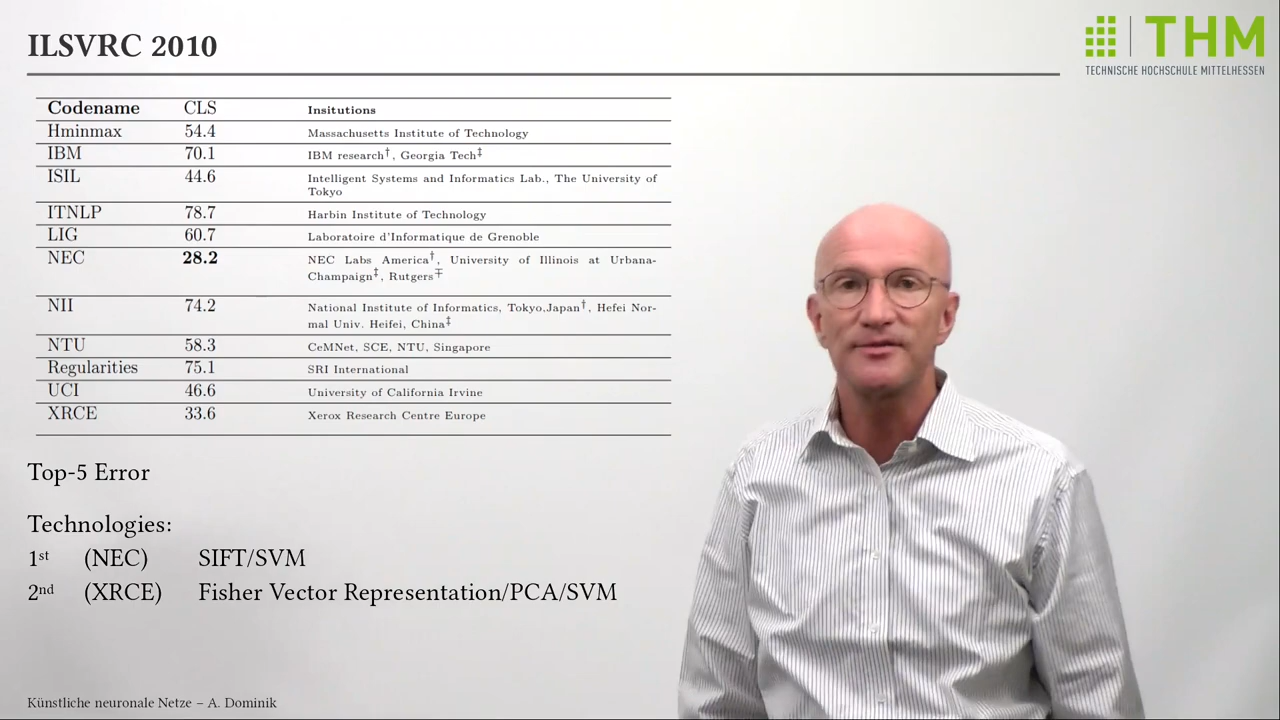 ILSVRC 2010
THM
TECHNISCHE HOCHSCHULE MITTELHESSEN
Codename CLS Insitutions
Hminmax 54.4 Massachusetts Institute of Technology
IBM 70.1 IBM research†, Georgia Tech‡
ISIL 44.6 Intelligent Systems and Informatics Lab., The University of
Tokyo
ITNLP 78.7 Harbin Institute of Technology
LIG 60.7 Laboratoire d'Informatique de Grenoble
NEC 28.2 NEC Labs America†, University of Illinois at Urbana-
Champaign‡, Rutgers∓
NII 74.2 National Institute of Informatics, Tokyo,Japan†, Hefei Nor-
mal Univ. Heifei, China‡
NTU 58.3 CeMNet, SCE, NTU, Singapore
Regularities 75.1 SRI International
UCI 46.6 University of California Irvine
XRCE 33.6 Xerox Research Centre Europe
Top-5 Error
Technologies:
1st (NEC) SIFT/SVM
2nd (XRCE) Fisher Vector Representation/PCA/SVM
Künstliche neuronale Netze – A. Dominik